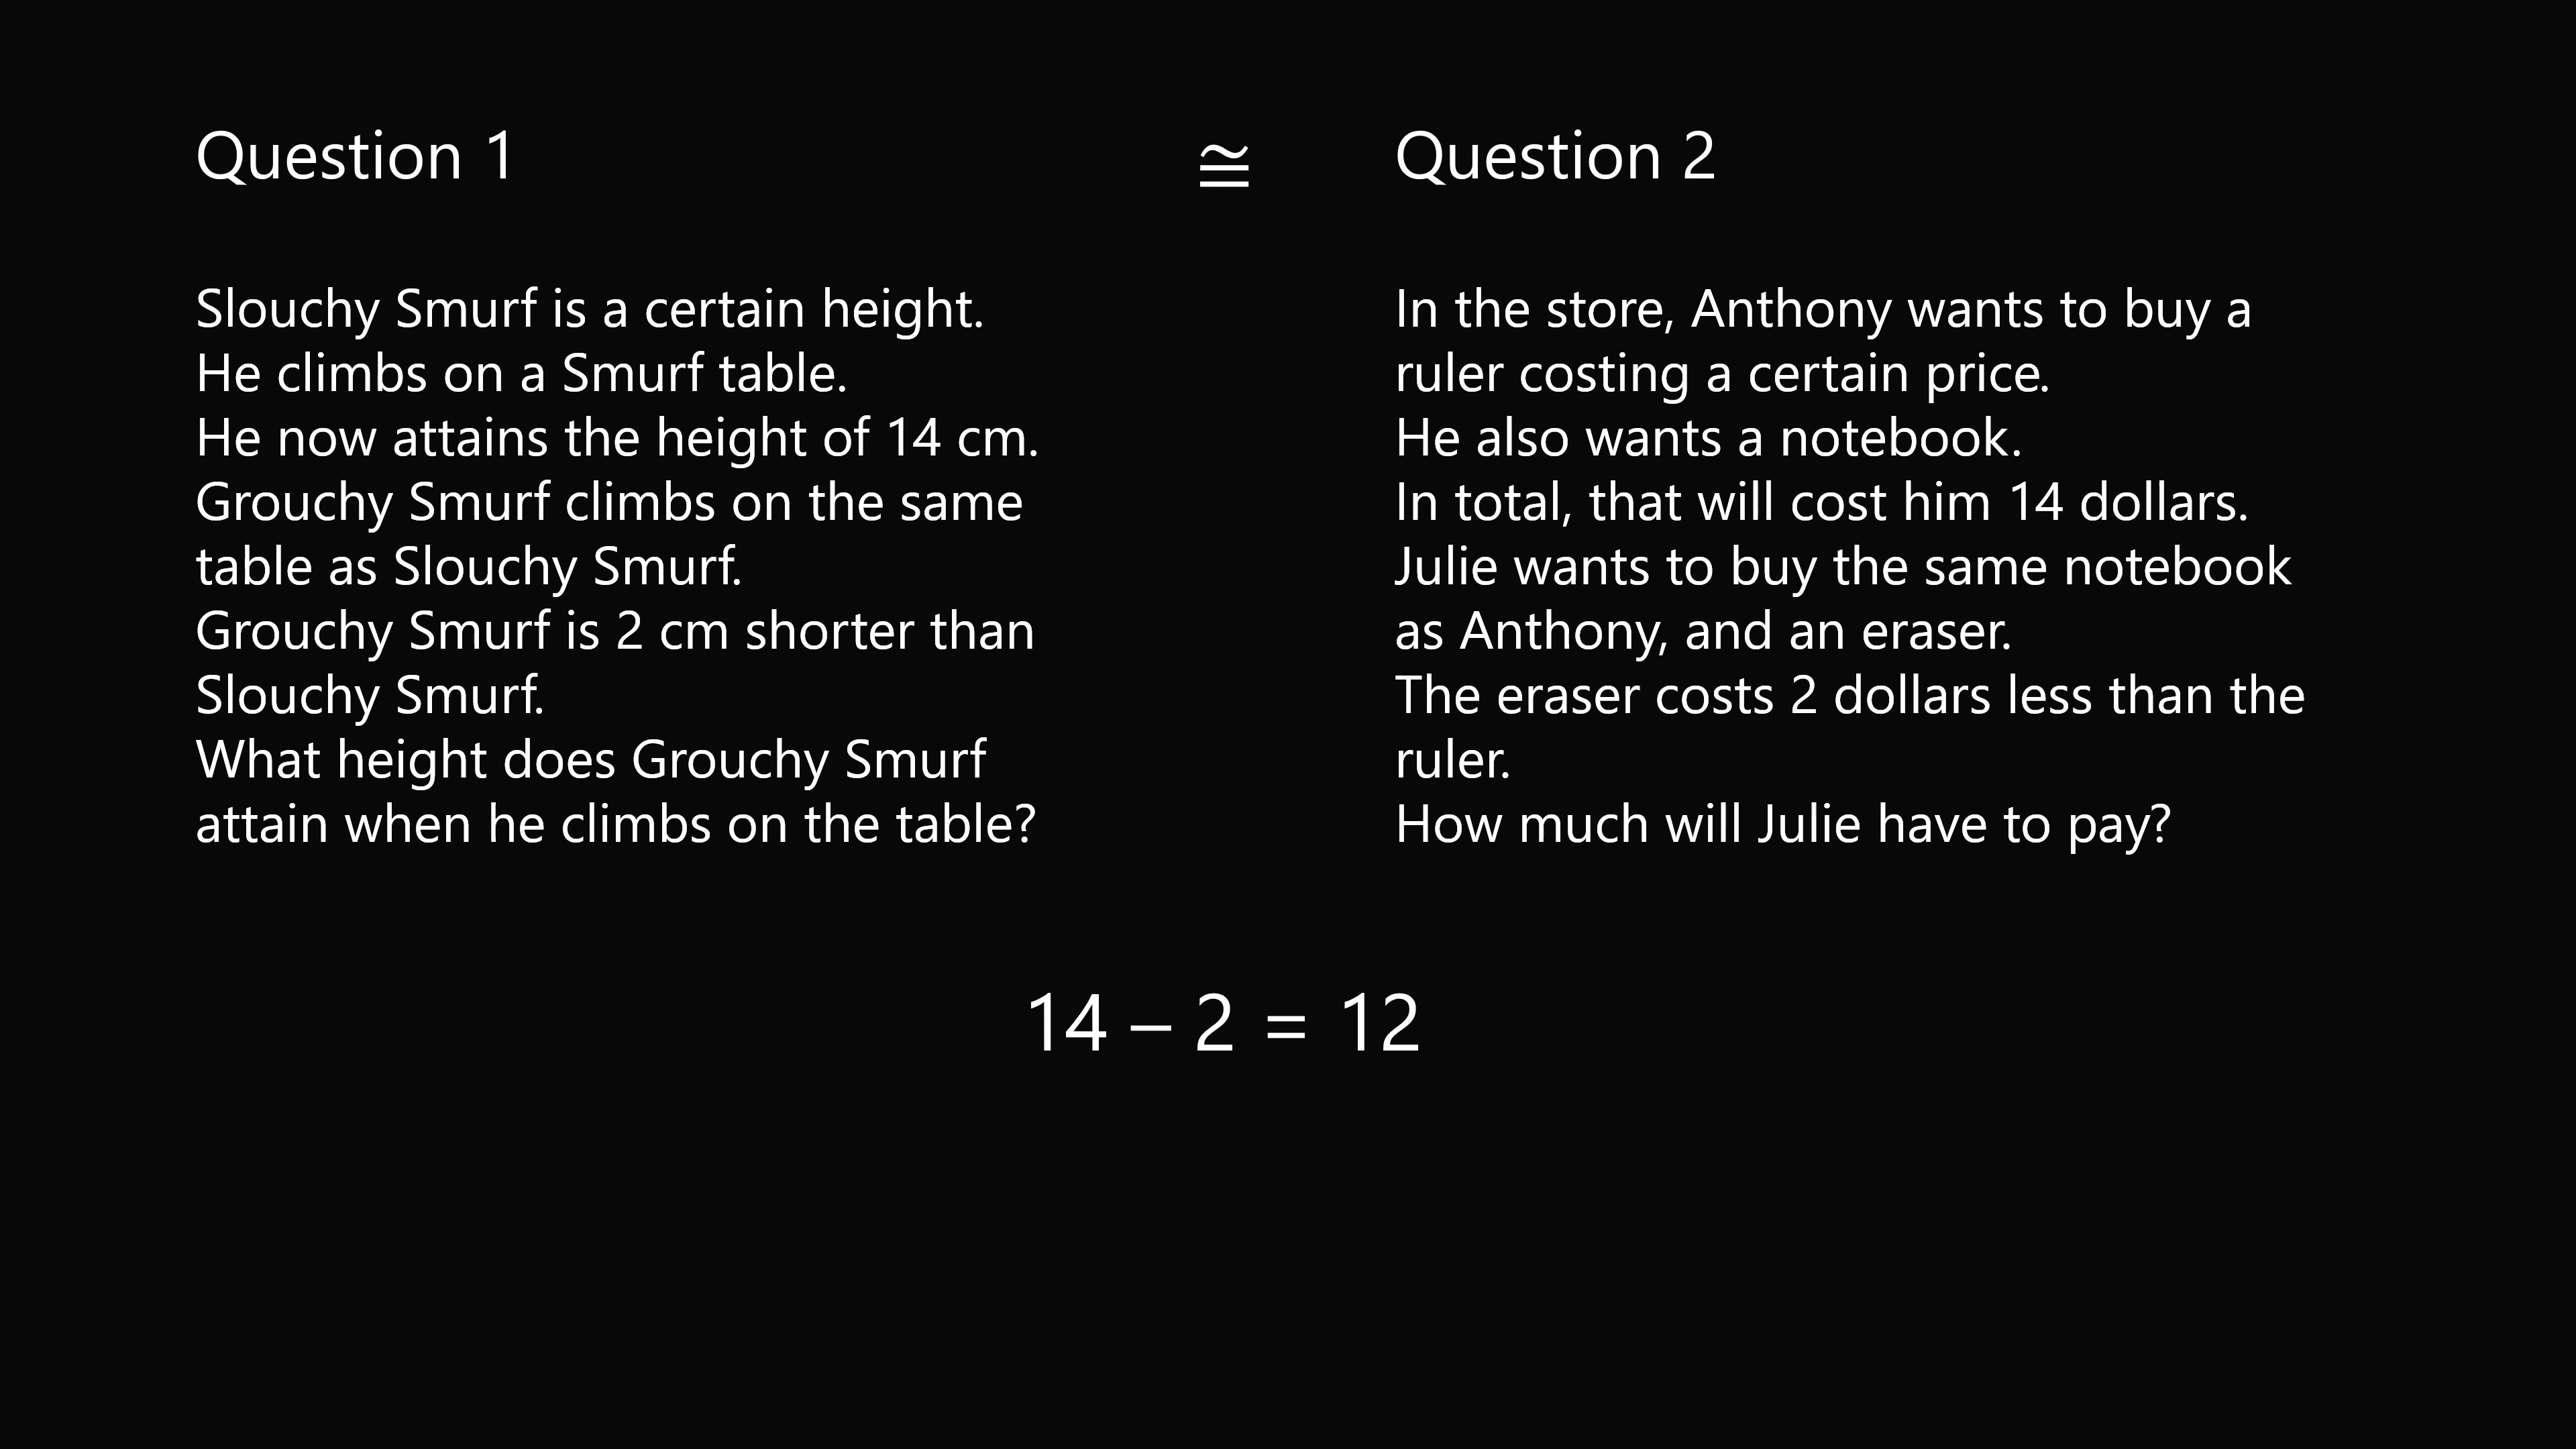 Question 1
≅
Question 2
Slouchy Smurf is a certain height.
He climbs on a Smurf table.
He now attains the height of 14 cm.
Grouchy Smurf climbs on the same
table as Slouchy Smurf.
Grouchy Smurf is 2 cm shorter than
Slouchy Smurf.
What height does Grouchy Smurf
attain when he climbs on the table?
In the store, Anthony wants to buy a
ruler costing a certain price.
He also wants a notebook.
In total, that will cost him 14 dollars.
Julie wants to buy the same notebook
as Anthony, and an eraser.
The eraser costs 2 dollars less than the
ruler.
How much will Julie have to pay?
14 – 2 = 12